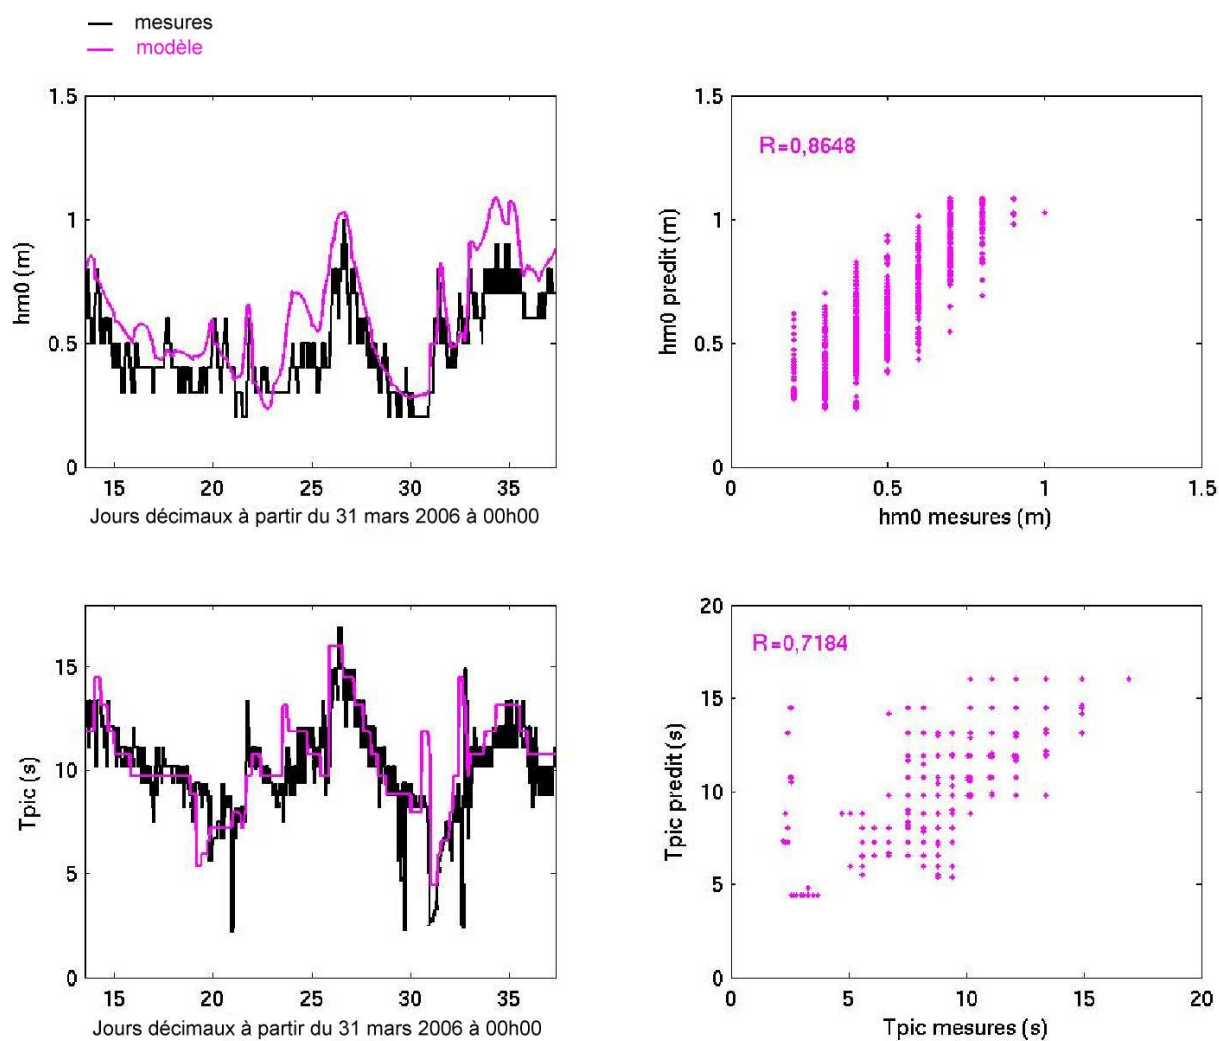 mesures
modèle
1.5
1
0.5
0
hm0 (m)
15 20 25 30 35
Jours décimaux à partir du 31 mars 2006 à 00h00
R=0,8648
1.5
1
0.5
0
hm0 predit (m)
0 0.5 1 1.5
hm0 mesures (m)
15
10
5
0
Tpic (s)
15 20 25 30 35
Jours décimaux à partir du 31 mars 2006 à 00h00
R=0,7184
20
15
10
5
0
Tpic predit (s)
0 5 10 15 20
Tpic mesures (s)